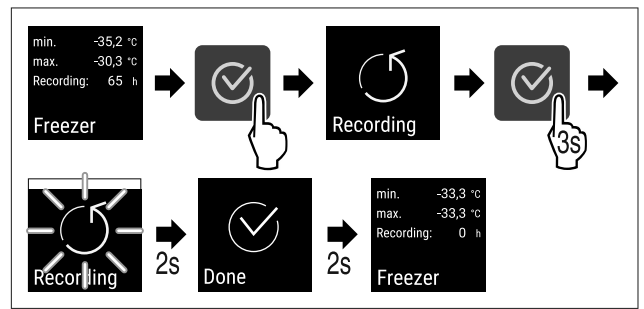 min. -35,2 °C
max. -30,3 °C
Recording: 65 h
Freezer
Recording
3s
Recording
2s
Done
2s
min. -33,3 °C
max. -33,3 °C
Recording: 0 h
Freezer